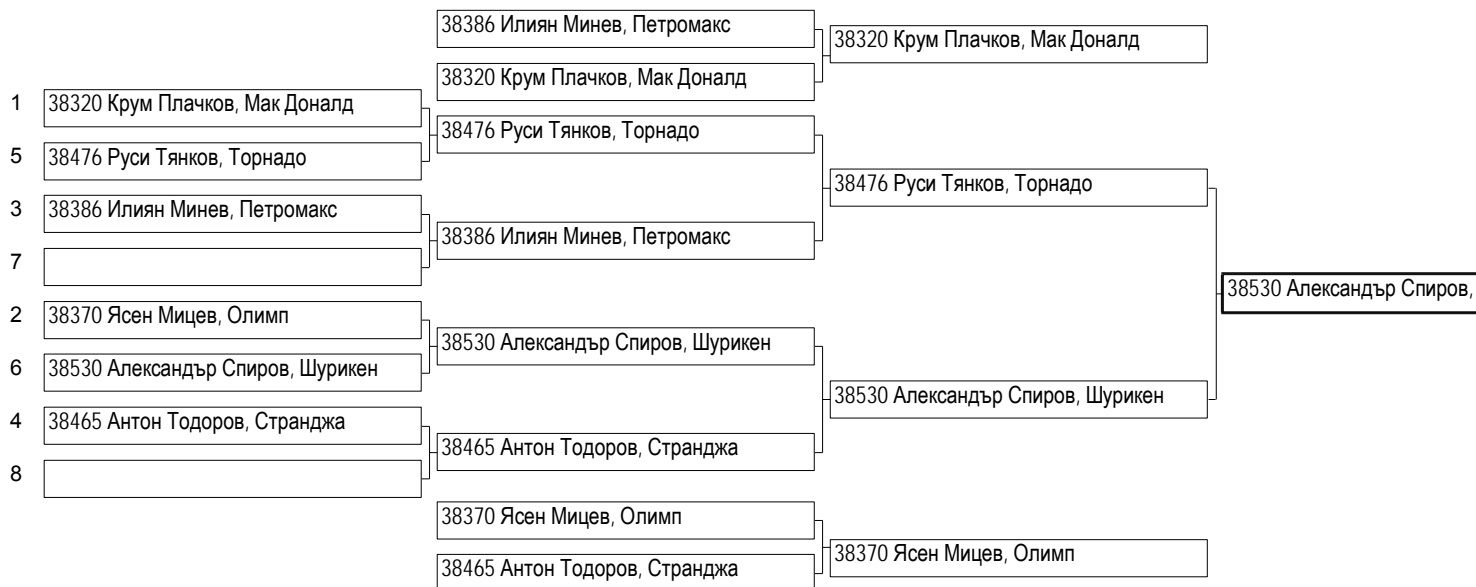 38386 Илиян Минев, Петромакс
38320 Крум Плачков, Мак Доналд
38320 Крум Плачков, Мак Доналд
1 38320 Крум Плачков, Мак Доналд
38476 Руси Тянков, Торнадо
5 38476 Руси Тянков, Торнадо
38476 Руси Тянков, Торнадо
3 38386 Илиян Минев, Петромакс
38386 Илиян Минев, Петромакс
7
38530 Александър Спиров,
2 38370 Ясен Мицев, Олимп
38530 Александър Спиров, Шурикен
6 38530 Александър Спиров, Шурикен
38530 Александър Спиров, Шурикен
4 38465 Антон Тодоров, Странджа
38465 Антон Тодоров, Странджа
8
38370 Ясен Мицев, Олимп
38370 Ясен Мицев, Олимп
38465 Антон Тодоров, Странджа